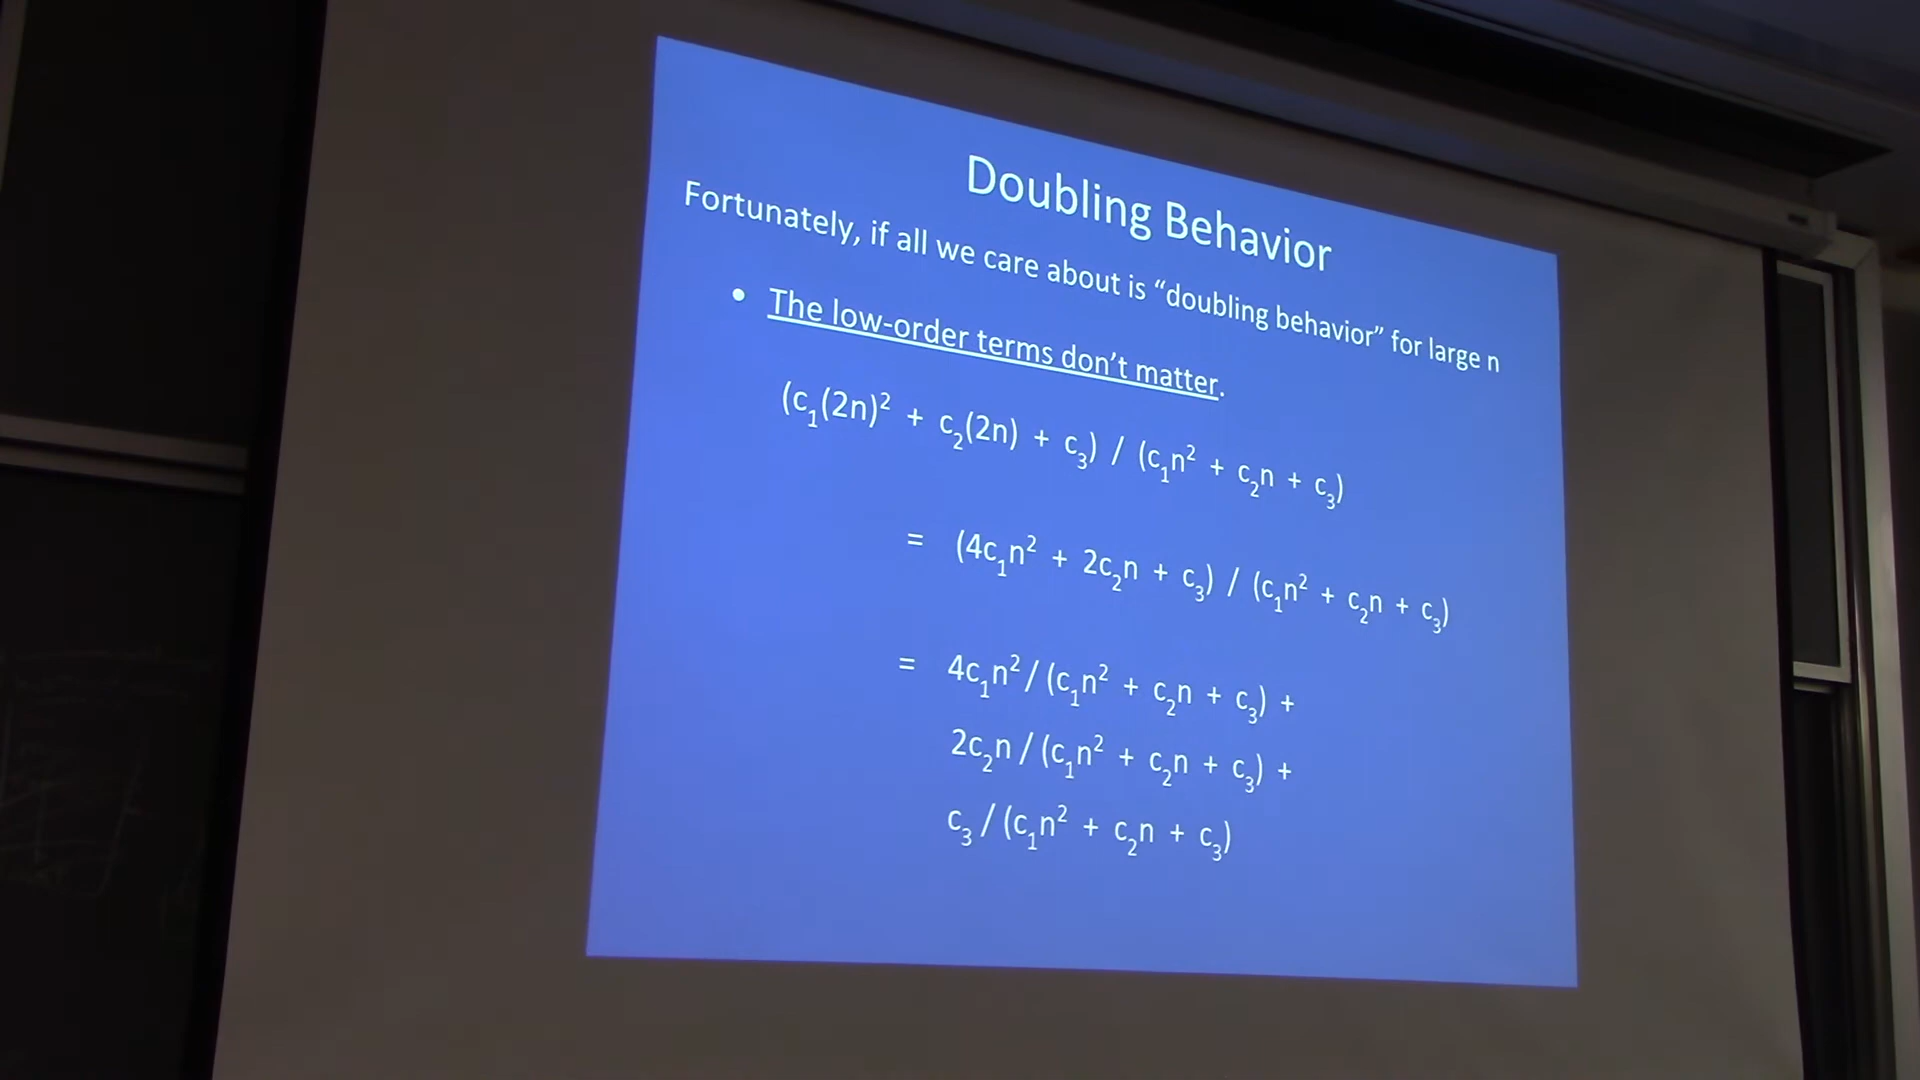 Doubling Behavior
Fortunately, if all we care about is “doubling behavior” for large n
• The low-order terms don’t matter.
(c₁(2n)² + c₂(2n) + c₃) / (c₁n² + c₂n + c₃)
= (4c₁n² + 2c₂n + c₃) / (c₁n² + c₂n + c₃)
= 4c₁n² / (c₁n² + c₂n + c₃) +
2c₂n / (c₁n² + c₂n + c₃) +
c₃ / (c₁n² + c₂n + c₃)